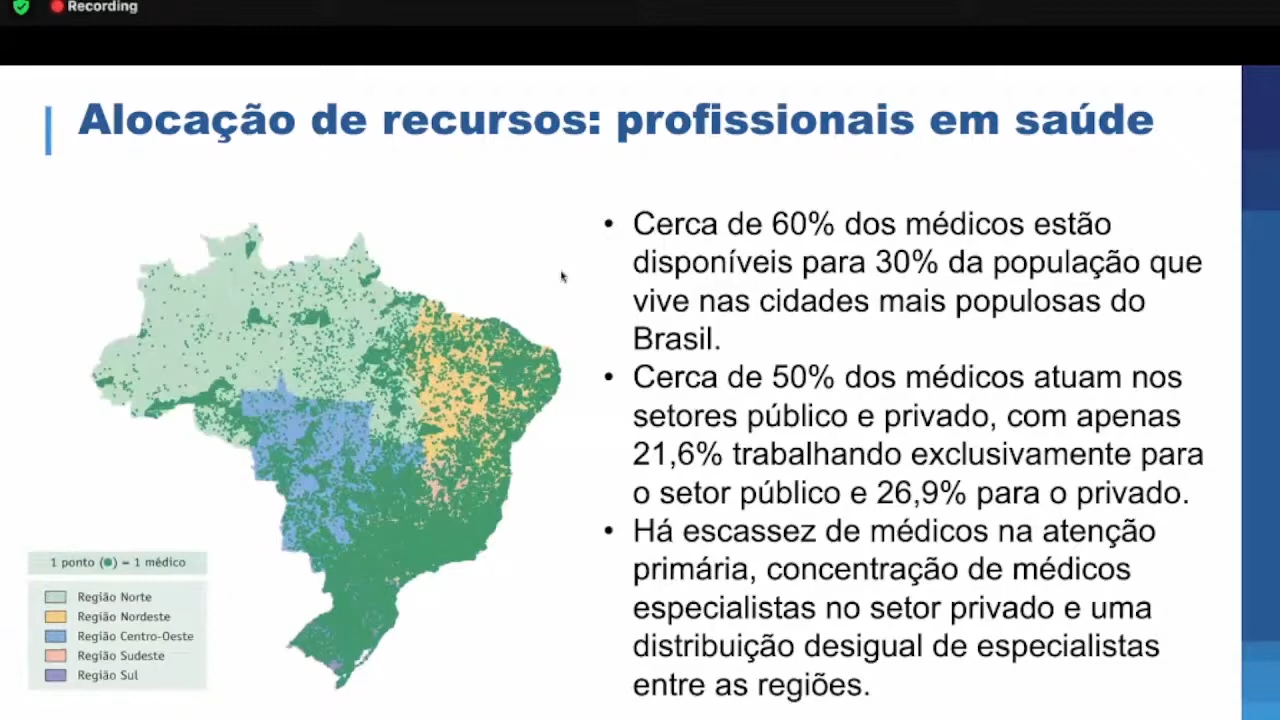 Recording
Alocação de recursos: profissionais em saúde
• Cerca de 60% dos médicos estão
disponíveis para 30% da população que
vive nas cidades mais populosas do
Brasil.
• Cerca de 50% dos médicos atuam nos
setores público e privado, com apenas
21,6% trabalhando exclusivamente para
o setor público e 26,9% para o privado.
• Há escassez de médicos na atenção
primária, concentração de médicos
especialistas no setor privado e uma
distribuição desigual de especialistas
entre as regiões.
1 ponto (●) = 1 médico
Região Norte
Região Nordeste
Região Centro-Oeste
Região Sudeste
Região Sul